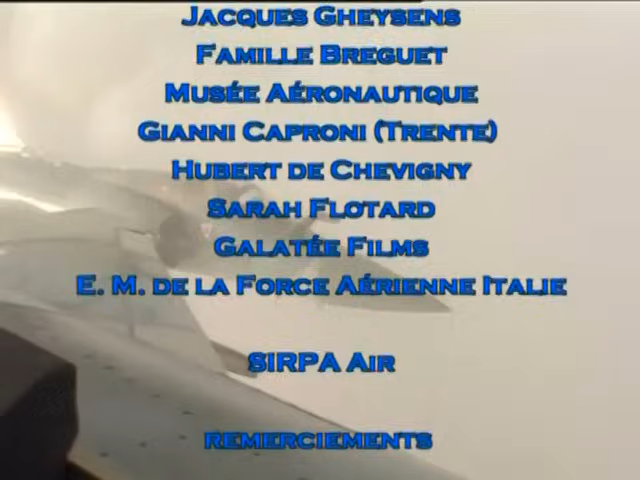 Jacques Gheysens
Famille Breguet
Musée Aéronautique
Gianni Caproni (Trente)
Hubert de Chevigny
Sarah Flotard
Galatée Films
E. M. de la Force Aérienne Italie
SIRPA Air
remerciements